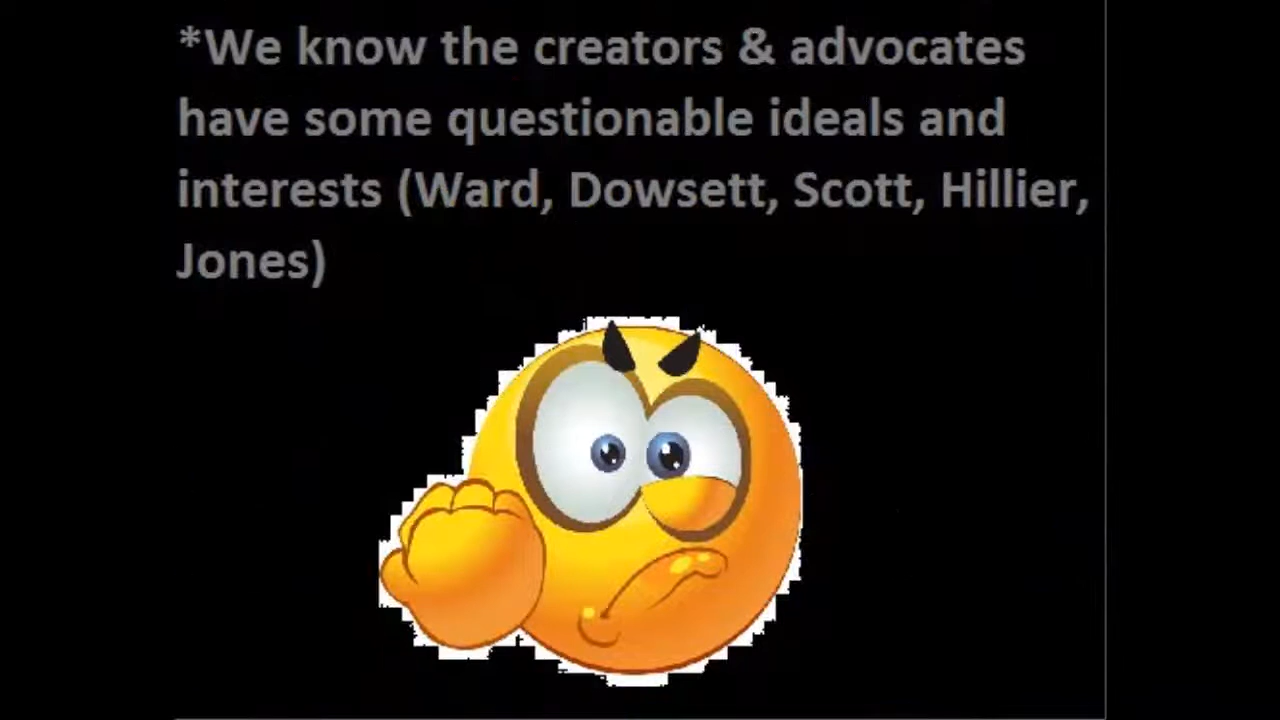 *We know the creators & advocates
have some questionable ideals and
interests (Ward, Dowsett, Scott, Hillier,
Jones)